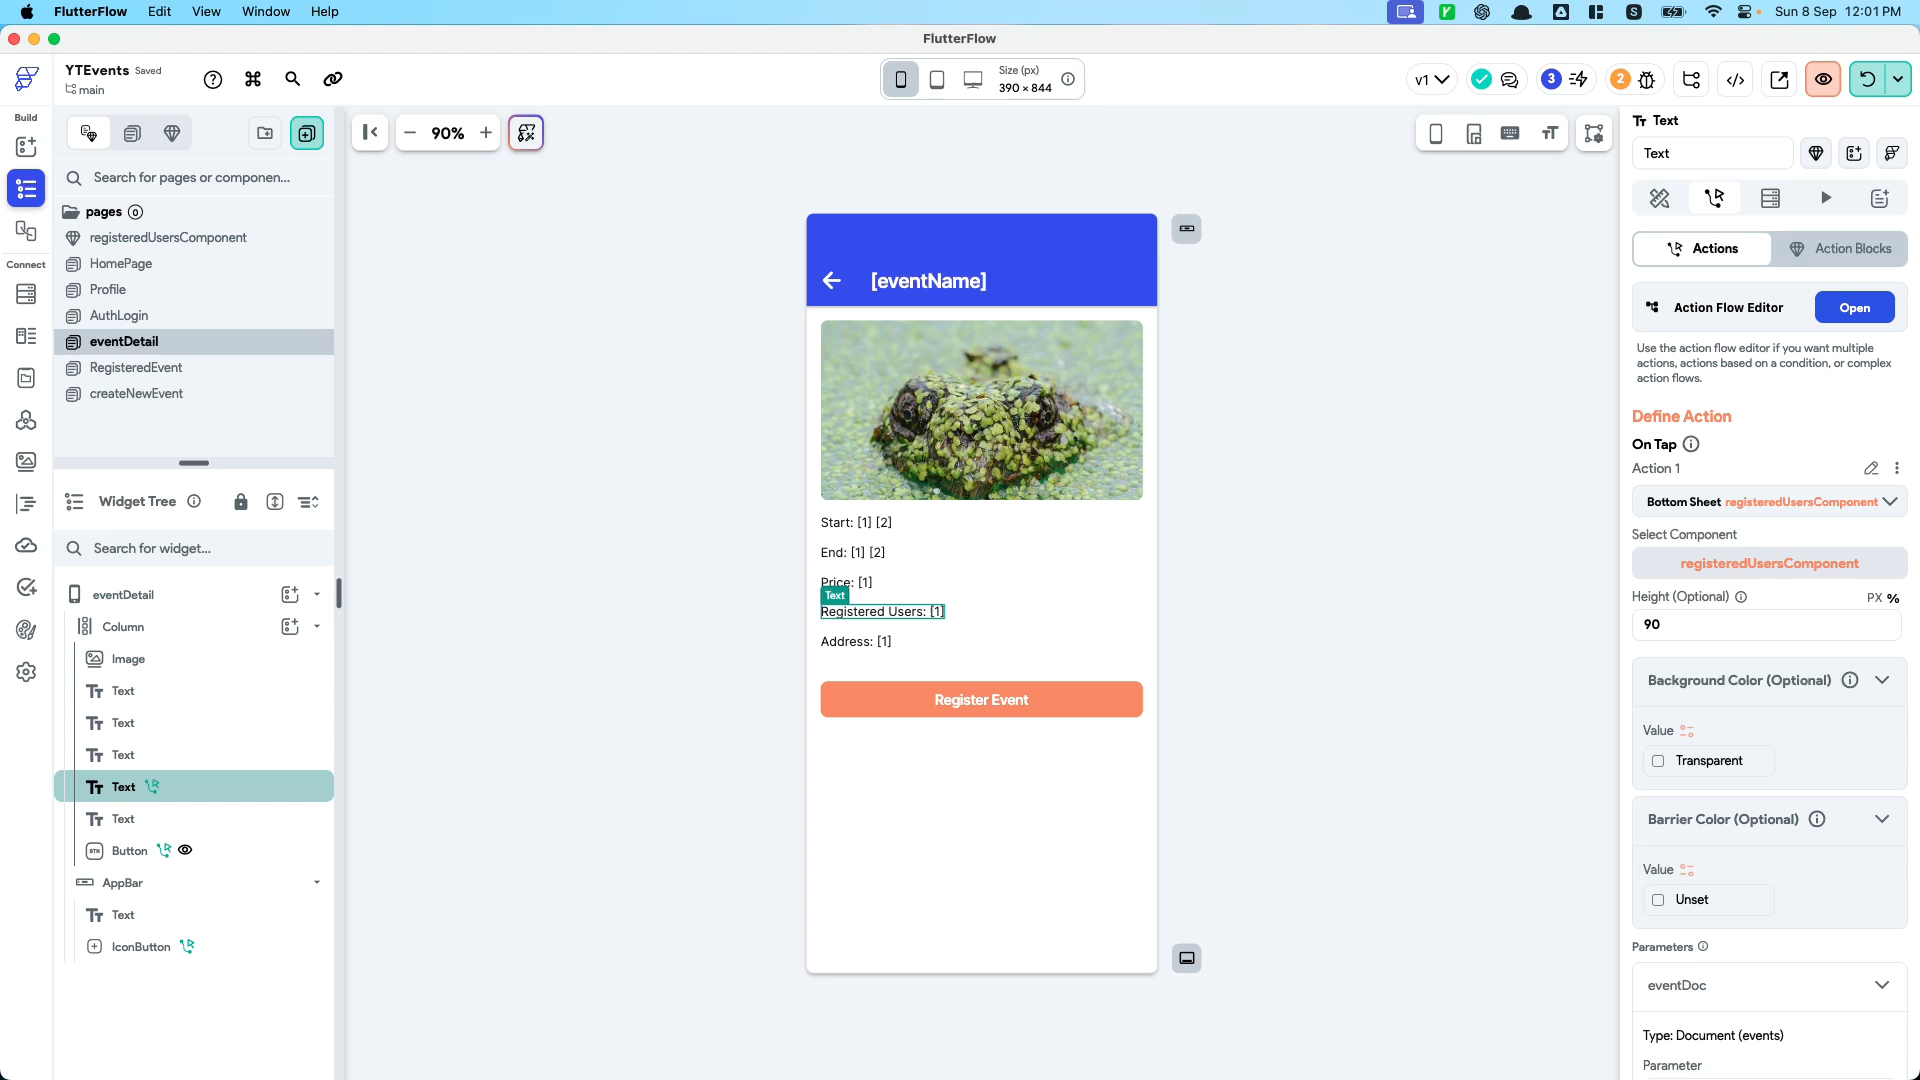 FlutterFlow Edit View Window Help
Sun 8 Sep 12:01 PM
FlutterFlow
YTEvents Saved
main
Size (px)
390 × 844
v1
3
2
Build
Connect
Search for pages or componen...
pages 0
registeredUsersComponent
HomePage
Profile
AuthLogin
eventDetail
RegisteredEvent
createNewEvent
Widget Tree
Search for widget...
eventDetail
Column
Image
Text
Text
Text
Text
Text
Button
AppBar
Text
IconButton
90%
[eventName]
Start: [1] [2]
End: [1] [2]
Price: [1]
Text
Registered Users: [1]
Address: [1]
Register Event
Text
Text
Actions
Action Blocks
Action Flow Editor
Open
Use the action flow editor if you want multiple
actions, actions based on a condition, or complex
action flows.
Define Action
On Tap
Action 1
Bottom Sheet registeredUsersComponent
Select Component
registeredUsersComponent
Height (Optional)
PX %
90
Background Color (Optional)
Value
Transparent
Barrier Color (Optional)
Value
Unset
Parameters
eventDoc
Type: Document (events)
Parameter